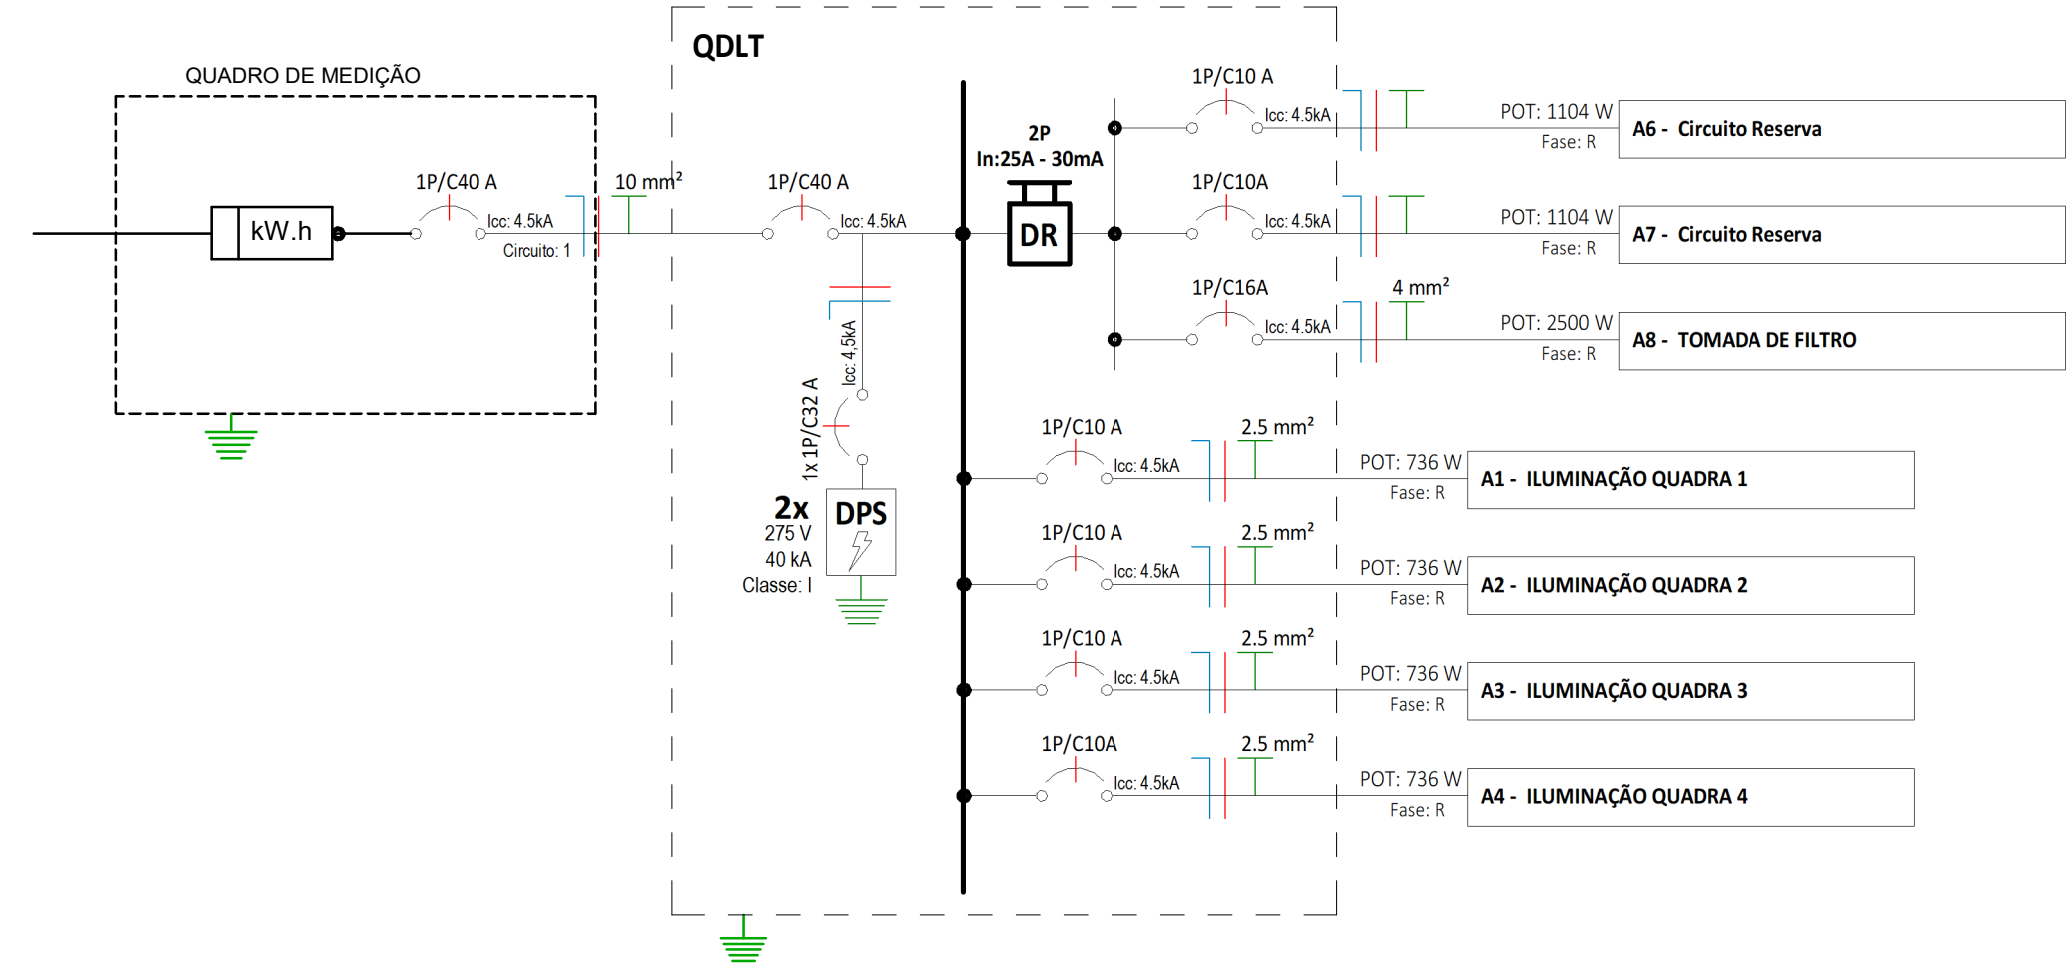 QDLT
QUADRO DE MEDIÇÃO
kW.h
1P/C40 A
Icc: 4.5kA
Circuito: 1
10 mm²
1P/C40 A
Icc: 4.5kA
Icc: 4,5kA
1x 1P/C32 A
2x
275 V
40 kA
Classe: I
DPS
2P
In:25A - 30mA
DR
1P/C10 A
Icc: 4.5kA
POT: 1104 W
Fase: R
A6 - Circuito Reserva
1P/C10A
Icc: 4.5kA
POT: 1104 W
Fase: R
A7 - Circuito Reserva
1P/C16A
Icc: 4.5kA
4 mm²
POT: 2500 W
Fase: R
A8 - TOMADA DE FILTRO
1P/C10 A
Icc: 4.5kA
2.5 mm²
POT: 736 W
Fase: R
A1 - ILUMINAÇÃO QUADRA 1
1P/C10 A
Icc: 4.5kA
2.5 mm²
POT: 736 W
Fase: R
A2 - ILUMINAÇÃO QUADRA 2
1P/C10 A
Icc: 4.5kA
2.5 mm²
POT: 736 W
Fase: R
A3 - ILUMINAÇÃO QUADRA 3
1P/C10A
Icc: 4.5kA
2.5 mm²
POT: 736 W
Fase: R
A4 - ILUMINAÇÃO QUADRA 4